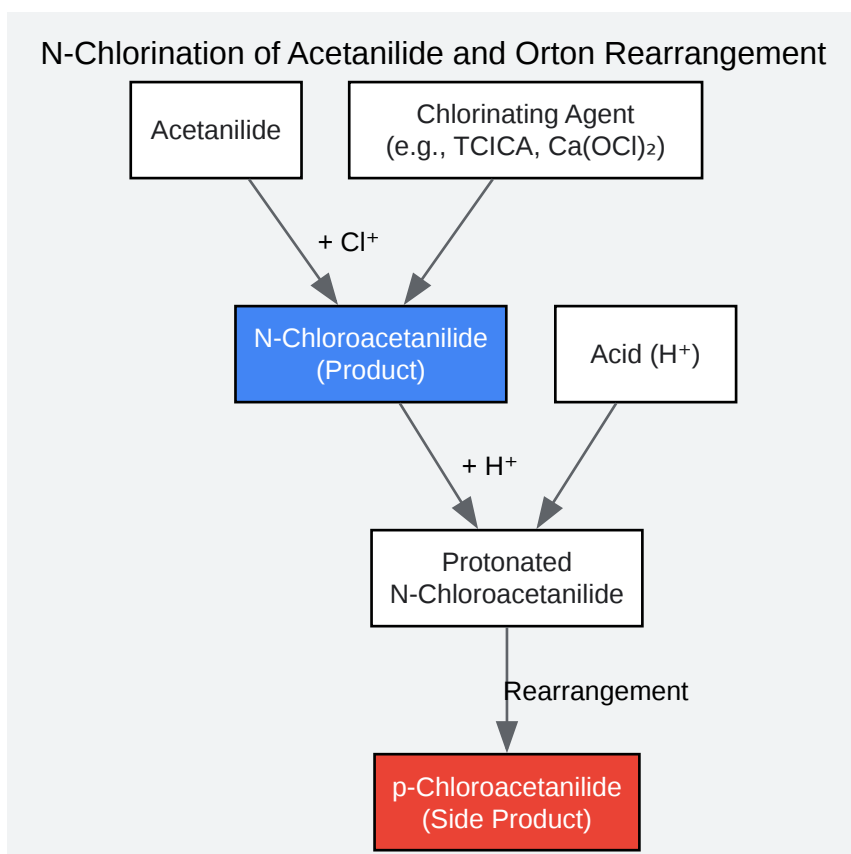 N-Chlorination of Acetanilide and Orton Rearrangement
Acetanilide
Chlorinating Agent
(e.g., TCICA, Ca(OCl)₂)
+ Cl⁺
N-Chloroacetanilide
(Product)
Acid (H⁺)
+ H⁺
Protonated
N-Chloroacetanilide
Rearrangement
p-Chloroacetanilide
(Side Product)